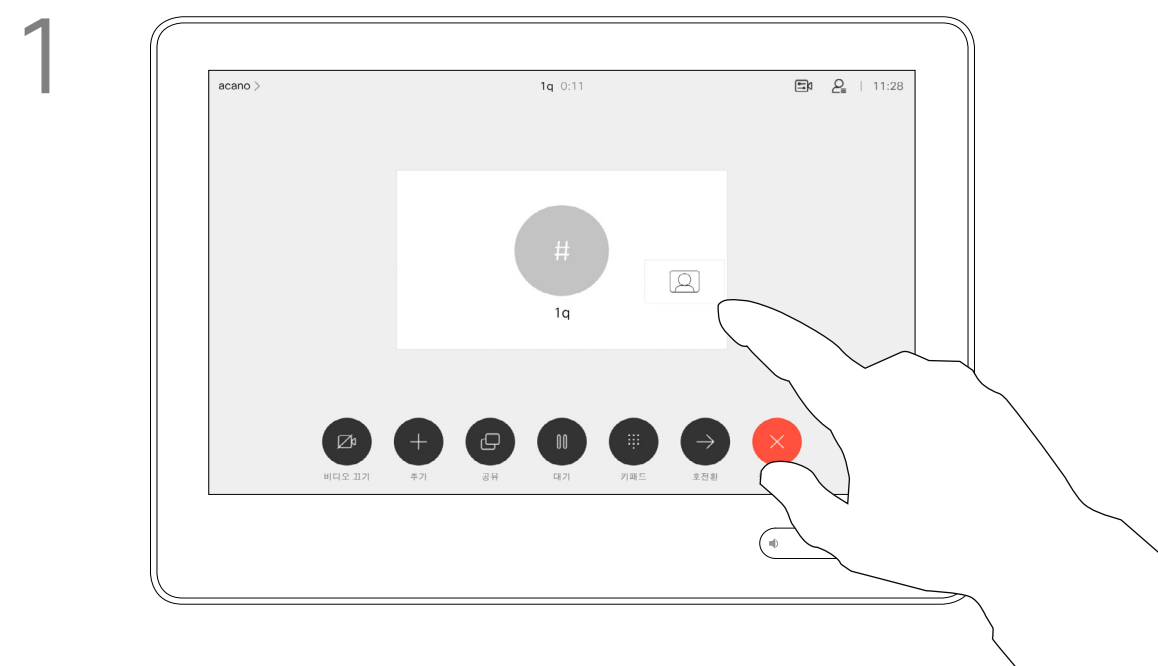 1
acano >
1q 0:11
11:28
#
1q
비디오 끄기
추가
공유
대기
키패드
호전환